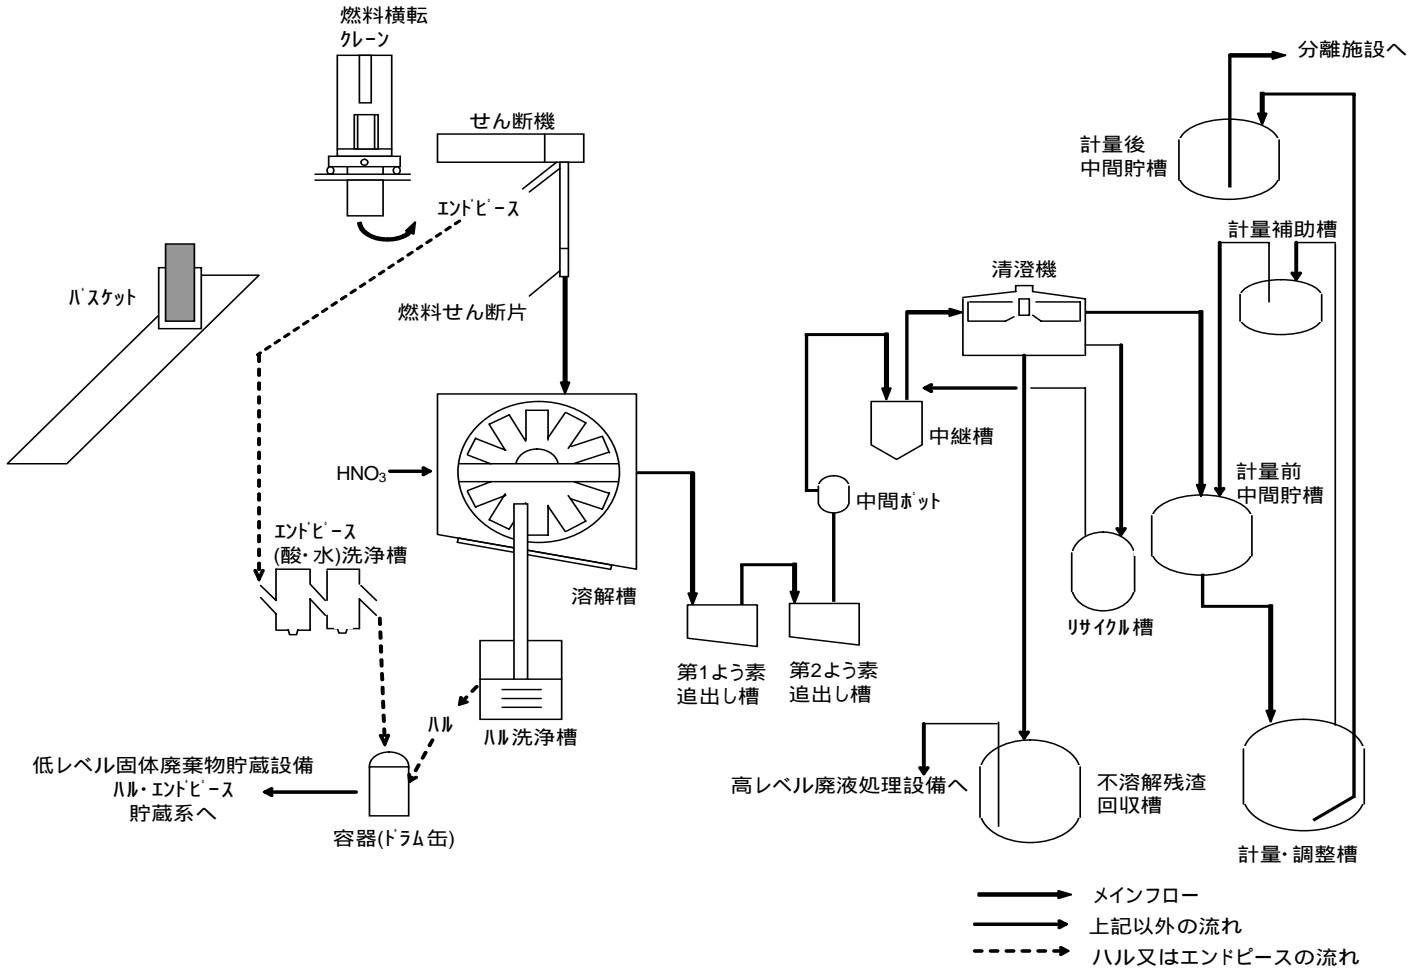 燃料横転
クレーン
分離施設へ
せん断機
計量後
中間貯槽
エンドピース
計量補助槽
バスケット
清澄機
燃料せん断片
中継槽
HNO3
計量前
中間貯槽
中間ポット
エンドピース
(酸・水)洗浄槽
溶解槽
リサイクル槽
第1よう素
追出し槽
第2よう素
追出し槽
ハル
ハル洗浄槽
低レベル固体廃棄物貯蔵設備
ハル・エンドピース
貯蔵系へ
高レベル廃液処理設備へ
不溶解残渣
回収槽
容器(ドラム缶)
計量・調整槽
メインフロー
上記以外の流れ
ハル又はエンドピースの流れ